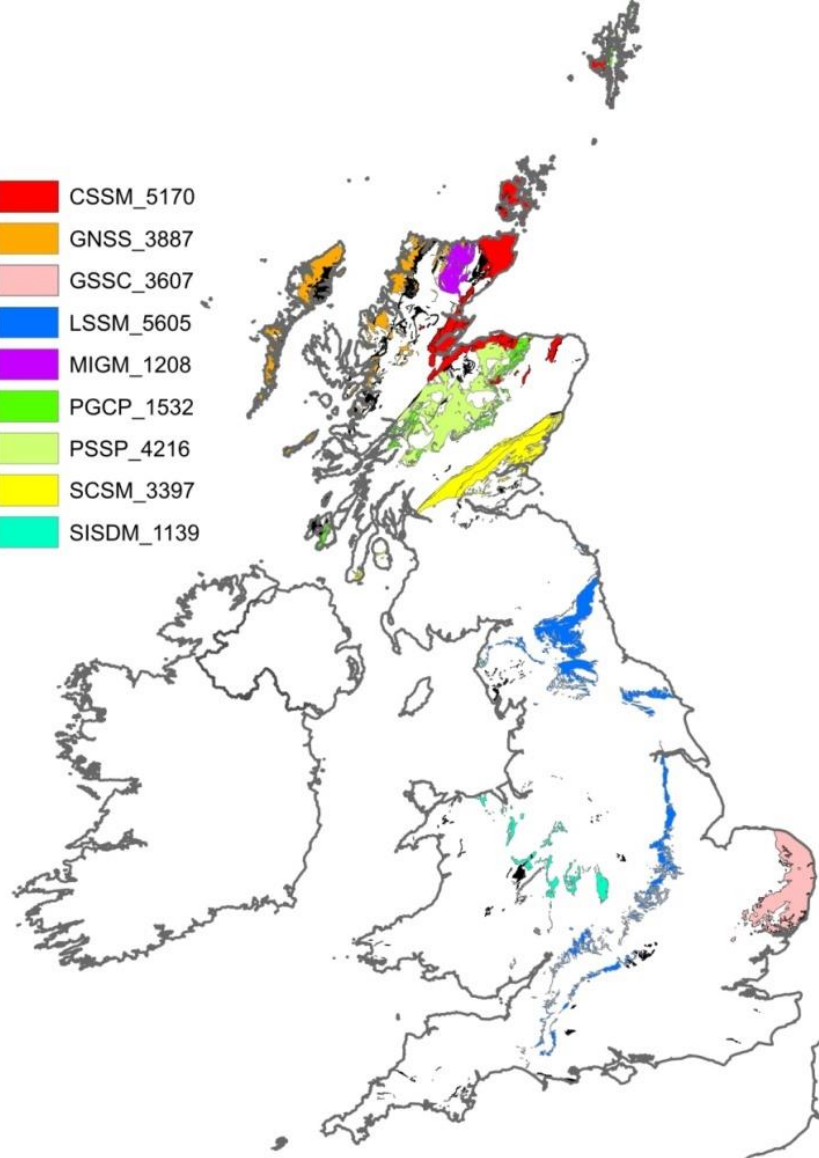 CSSM_5170
GNSS_3887
GSSC_3607
LSSM_5605
MIGM_1208
PGCP_1532
PSSP_4216
SCSM_3397
SISDM_1139